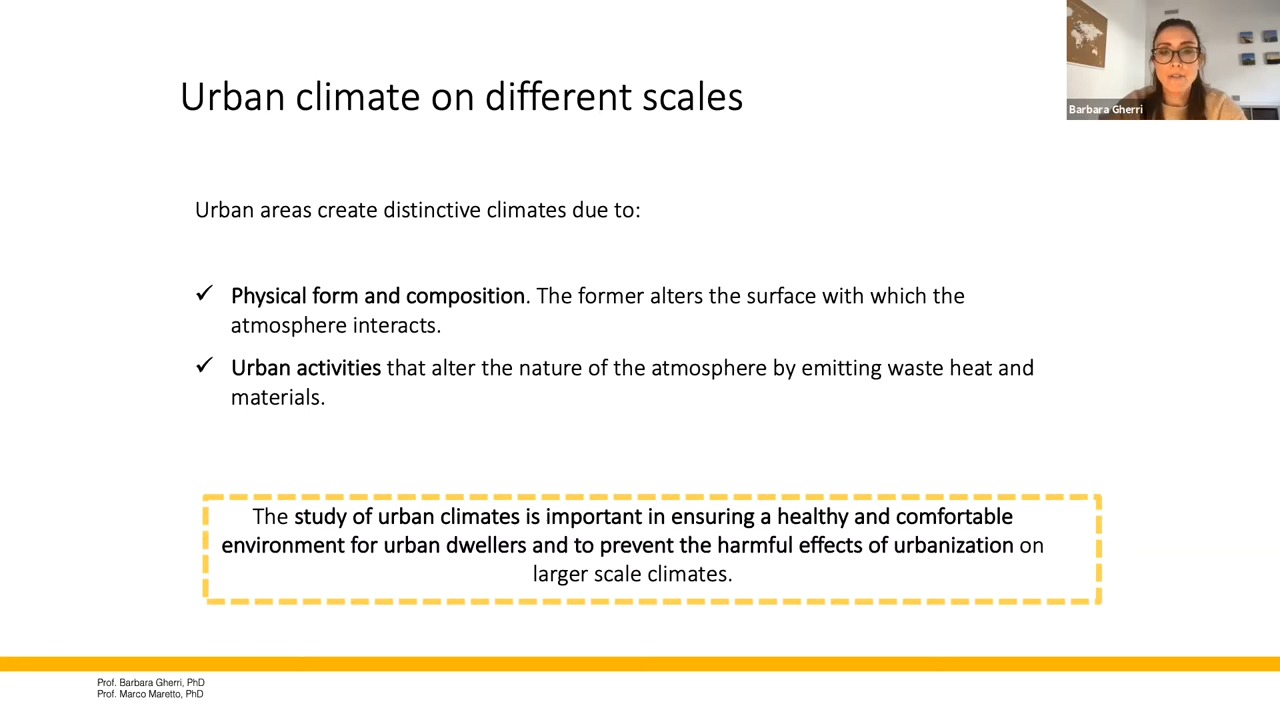 Urban climate on different scales
Barbara Gherri
Urban areas create distinctive climates due to:
✓ Physical form and composition. The former alters the surface with which the
atmosphere interacts.
✓ Urban activities that alter the nature of the atmosphere by emitting waste heat and
materials.
The study of urban climates is important in ensuring a healthy and comfortable
environment for urban dwellers and to prevent the harmful effects of urbanization on
larger scale climates.
Prof. Barbara Gherri, PhD
Prof. Marco Maretto, PhD